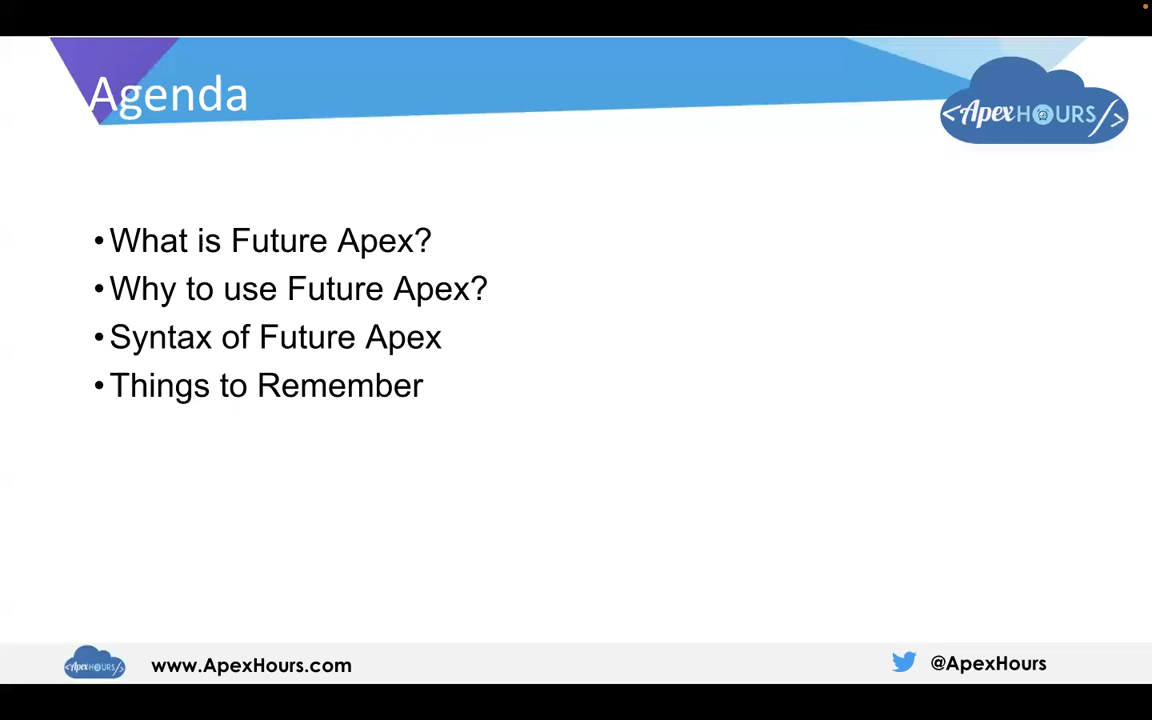 Agenda
<Apex HOURS/>
•What is Future Apex?
•Why to use Future Apex?
•Syntax of Future Apex
•Things to Remember
<Apex HOURS/>
www.ApexHours.com
@ApexHours